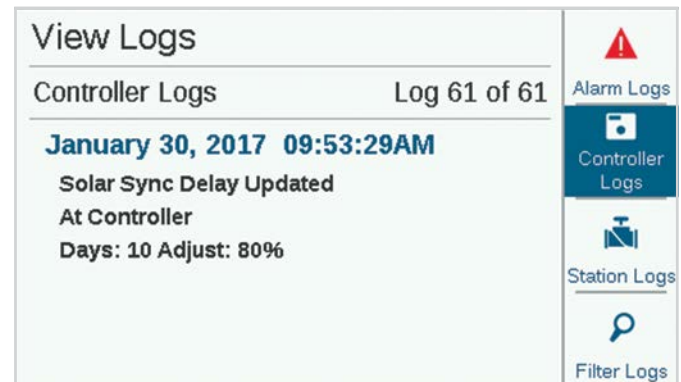 View Logs
Controller Logs Log 61 of 61
January 30, 2017 09:53:29AM
Solar Sync Delay Updated
At Controller
Days: 10 Adjust: 80%
Alarm Logs
Controller
Logs
Station Logs
Filter Logs